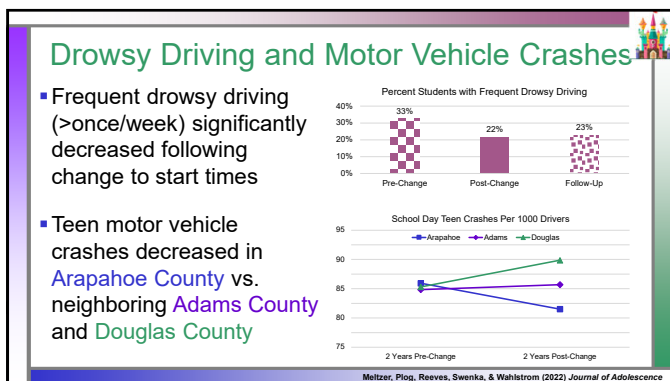 Drowsy Driving and Motor Vehicle Crashes
▪Frequent drowsy driving
(>once/week) significantly
decreased following
change to start times
▪Teen motor vehicle
crashes decreased in
Arapahoe County vs.
neighboring Adams County
and Douglas County
Percent Students with Frequent Drowsy Driving
40%
30%
20%
10%
0%
33%
22%
23%
Pre-Change Post-Change Follow-Up
School Day Teen Crashes Per 1000 Drivers
Arapahoe Adams Douglas
95
90
85
80
75
2 Years Pre-Change 2 Years Post-Change
Meltzer, Plog, Reeves, Swenka, & Wahlstrom (2022) Journal of Adolescence